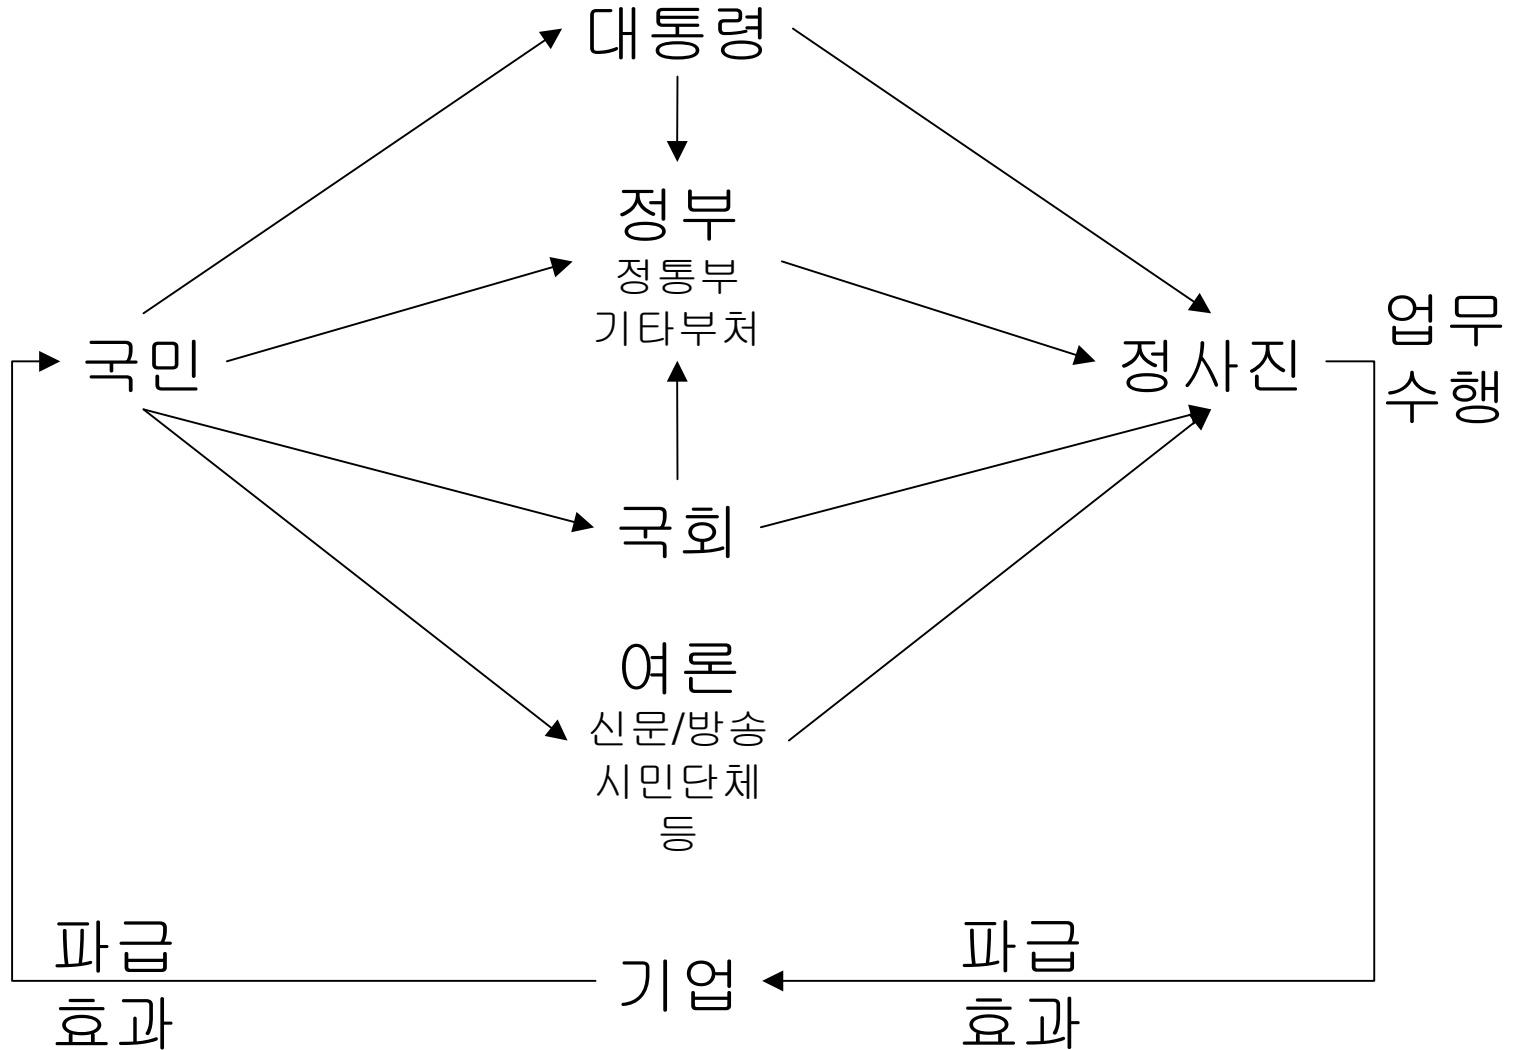 대통령
정부
정통부
기타부처
국민
정사진
업무
수행
국회
여론
신문/방송
시민단체
등
파급
효과
기업
파급
효과